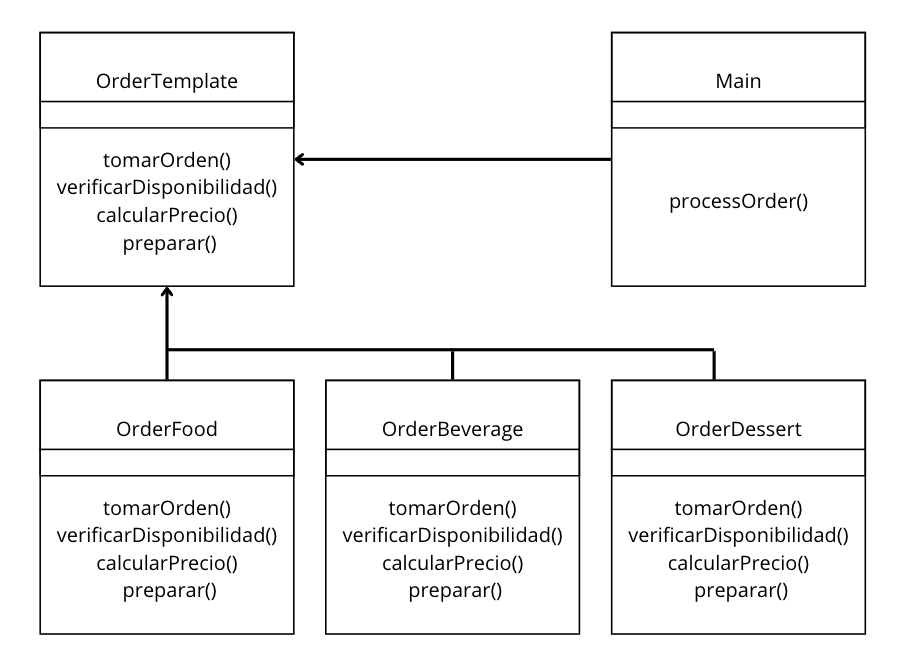 OrderTemplate
tomarOrden()
verificarDisponibilidad()
calcularPrecio()
preparar()
Main
processOrder()
OrderFood
tomarOrden()
verificarDisponibilidad()
calcularPrecio()
preparar()
OrderBeverage
tomarOrden()
verificarDisponibilidad()
calcularPrecio()
preparar()
OrderDessert
tomarOrden()
verificarDisponibilidad()
calcularPrecio()
preparar()